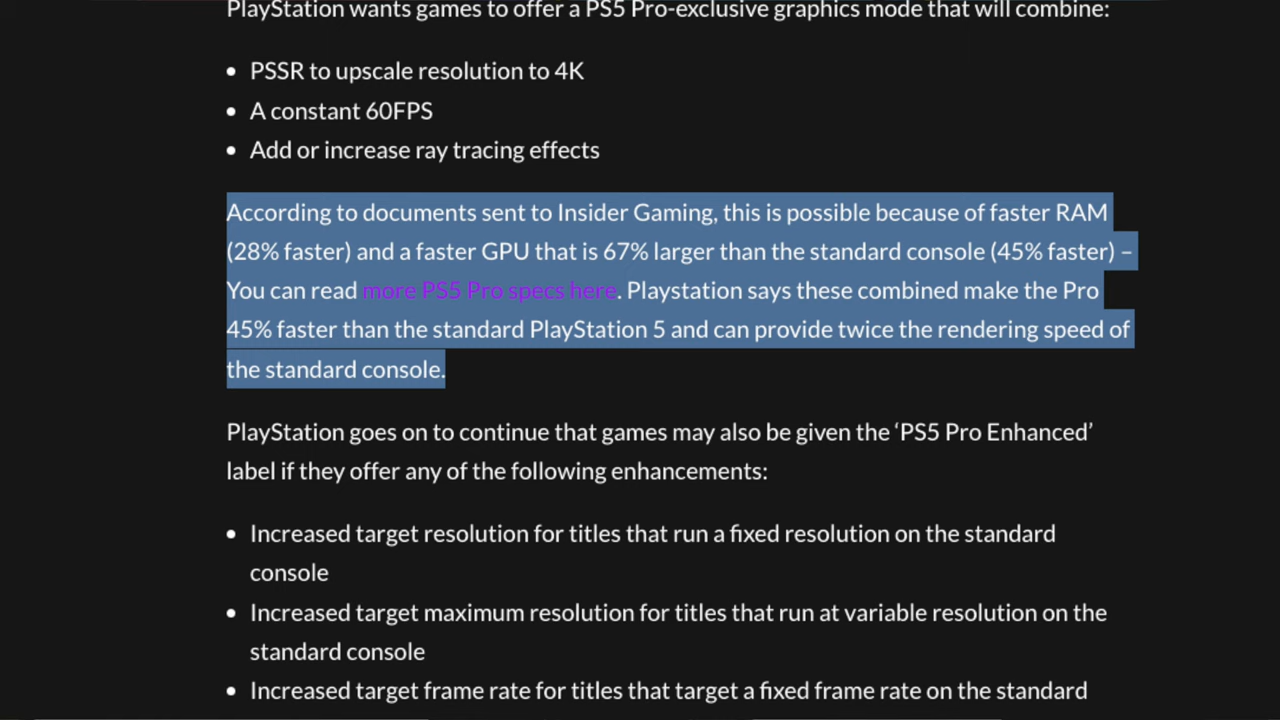 PlayStation wants games to offer a PS5 Pro-exclusive graphics mode that will combine:
• PSSR to upscale resolution to 4K
• A constant 60FPS
• Add or increase ray tracing effects
According to documents sent to Insider Gaming, this is possible because of faster RAM
(28% faster) and a faster GPU that is 67% larger than the standard console (45% faster) –
You can read more PS5 Pro specs here. Playstation says these combined make the Pro
45% faster than the standard PlayStation 5 and can provide twice the rendering speed of
the standard console.
PlayStation goes on to continue that games may also be given the ‘PS5 Pro Enhanced’
label if they offer any of the following enhancements:
• Increased target resolution for titles that run a fixed resolution on the standard
console
• Increased target maximum resolution for titles that run at variable resolution on the
standard console
• Increased target frame rate for titles that target a fixed frame rate on the standard